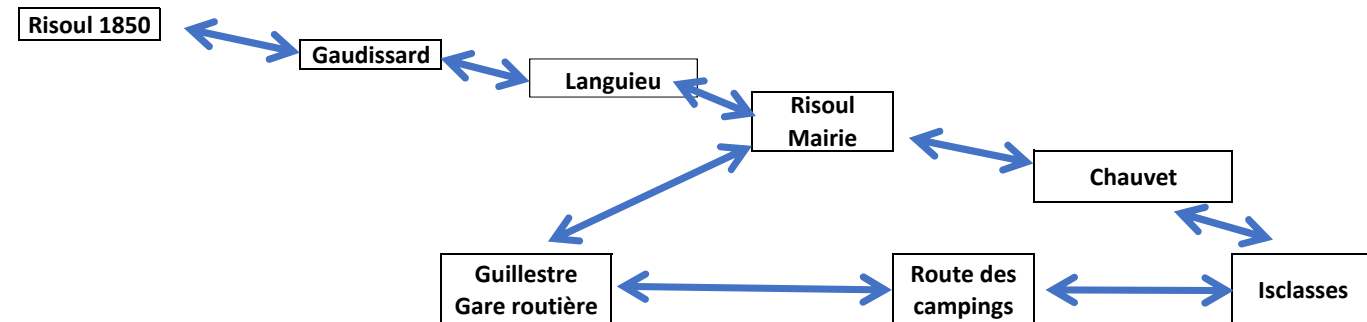 Risoul 1850
Gaudissard
Languieu
Risoul
Mairie
Chauvet
Guillestre
Gare routière
Route des
campings
Isclasses